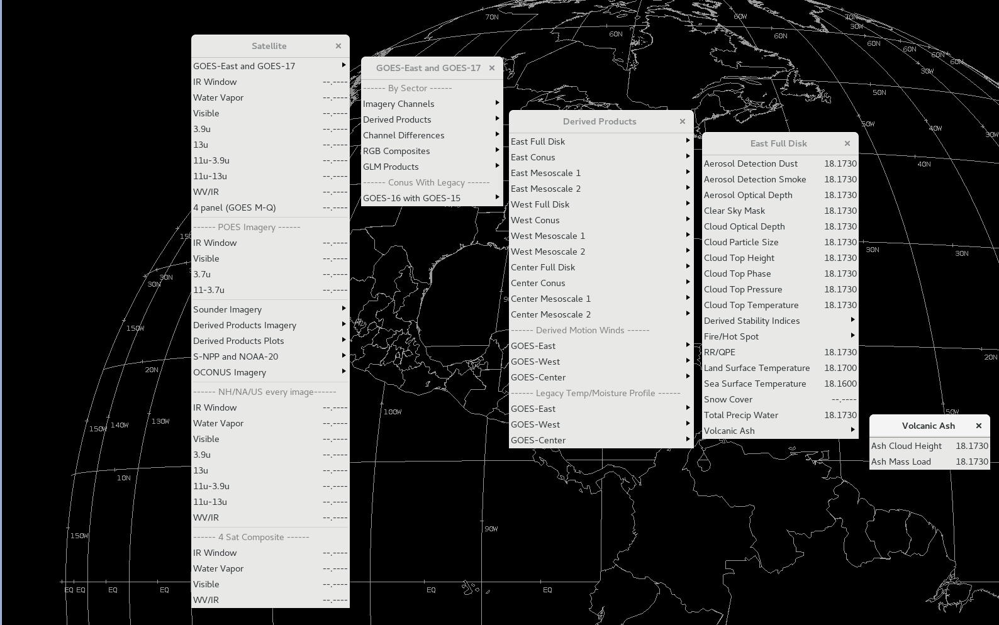 Satellite ×
GOES-East and GOES-17
IR Window --.----
Water Vapor --.----
Visible --.----
3.9u --.----
13u --.----
11u-3.9u --.----
11u-13u --.----
WV/IR --.----
4 panel (GOES M-Q) --.----
------ POES Imagery ------
IR Window --.----
Visible --.----
3.7u --.----
11-3.7u --.----
Sounder Imagery
Derived Products Imagery
Derived Products Plots
S-NPP and NOAA-20
OCONUS Imagery
------ NH/NA/US every image------
IR Window --.----
Water Vapor --.----
Visible --.----
3.9u --.----
13u --.----
11u-3.9u --.----
11u-13u --.----
WV/IR --.----
------ 4 Sat Composite ------
IR Window --.----
Water Vapor --.----
Visible --.----
WV/IR --.----
GOES-East and GOES-17 ×
------ By Sector ------
Imagery Channels
Derived Products
Channel Differences
RGB Composites
GLM Products
------ Conus With Legacy ------
GOES-16 with GOES-15
Derived Products ×
East Full Disk
East Conus
East Mesoscale 1
East Mesoscale 2
West Full Disk
West Conus
West Mesoscale 1
West Mesoscale 2
Center Full Disk
Center Conus
Center Mesoscale 1
Center Mesoscale 2
------ Derived Motion Winds ------
GOES-East
GOES-West
GOES-Center
------ Legacy Temp/Moisture Profile ------
GOES-East
GOES-West
GOES-Center
East Full Disk ×
Aerosol Detection Dust 18.1730
Aerosol Detection Smoke 18.1730
Aerosol Optical Depth 18.1730
Clear Sky Mask 18.1730
Cloud Optical Depth 18.1730
Cloud Particle Size 18.1730
Cloud Top Height 18.1730
Cloud Top Phase 18.1730
Cloud Top Pressure 18.1730
Cloud Top Temperature 18.1730
Derived Stability Indices
Fire/Hot Spot
RR/QPE 18.1730
Land Surface Temperature 18.1700
Sea Surface Temperature 18.1600
Snow Cover --.----
Total Precip Water 18.1730
Volcanic Ash
Volcanic Ash ×
Ash Cloud Height 18.1730
Ash Mass Load 18.1730
70N
60W
70N
30W
60N
60N
60N
60N
60N
60N
30W
50N
50W
40W
30W
40N
30N
30N
20N
50W
30N
30N
150W
20N
150W
140W
130W
100W
10N
150W
90W
EQ
EQ
EQ
EQ
EQ
EQ